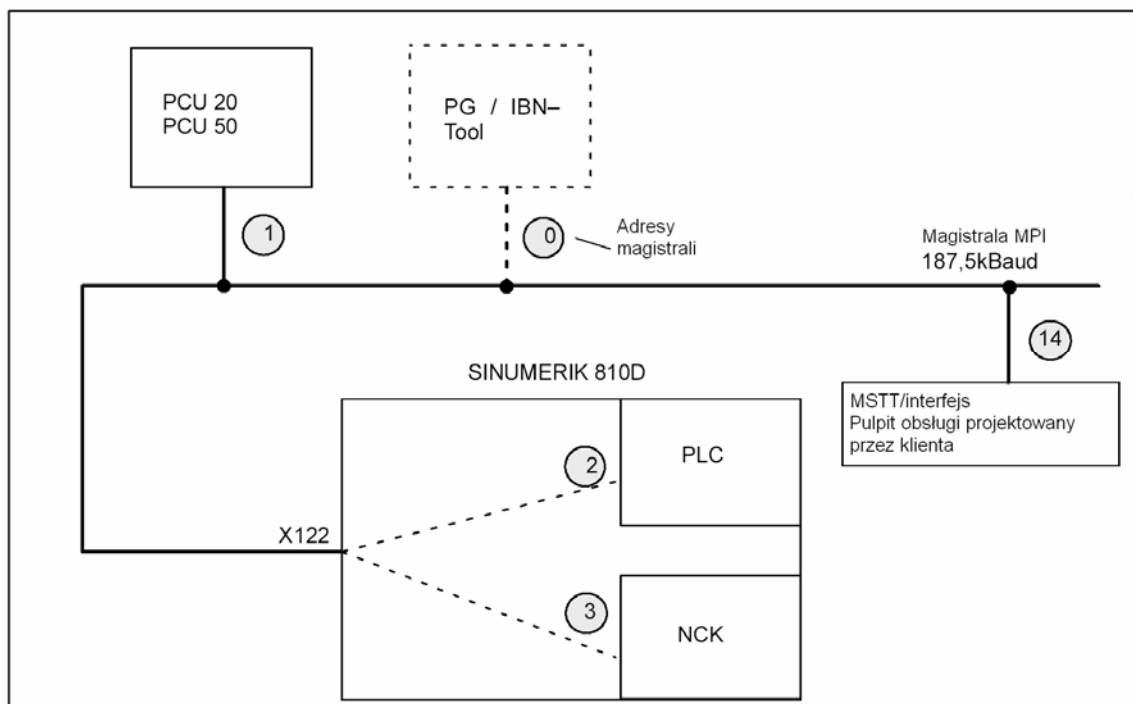 PCU 20
PCU 50
PG / IBN–
Tool
1
0
Adresy
magistrali
Magistrala MPI
187,5kBaud
14
SINUMERIK 810D
MSTT/interfejs
Pulpit obsługi projektowany
przez klienta
PLC
2
X122
3
NCK